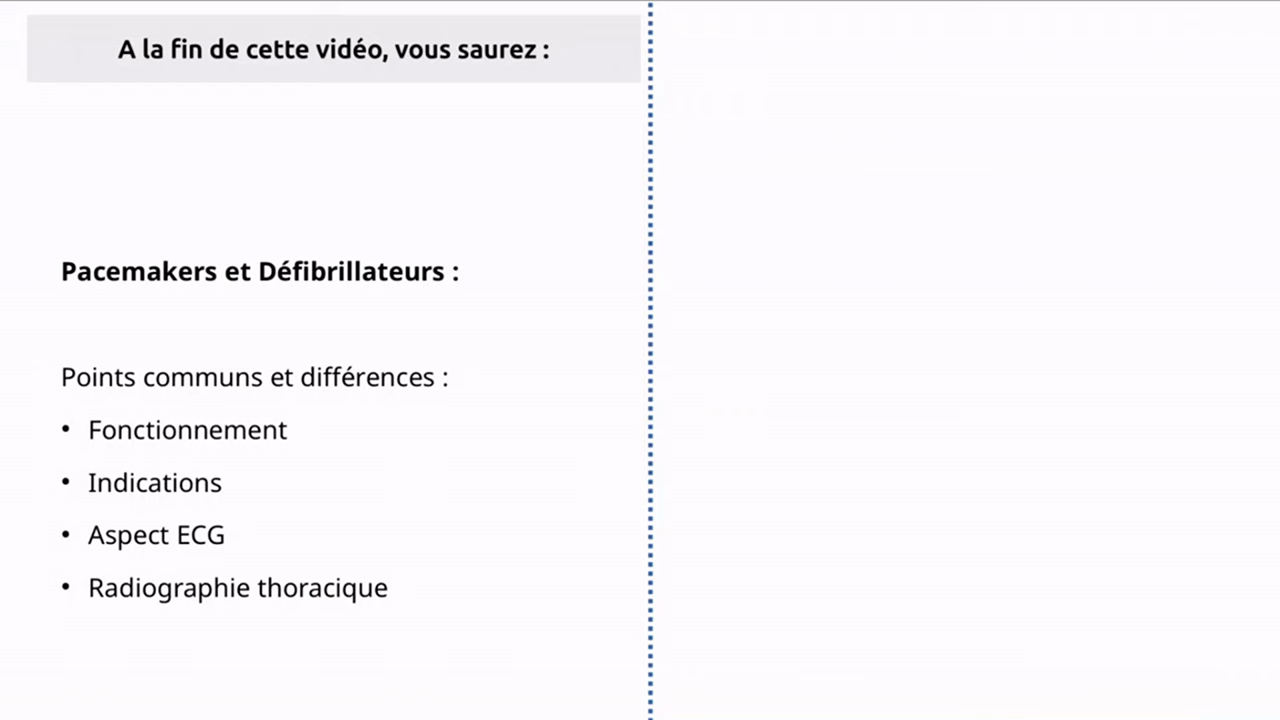 A la fin de cette vidéo, vous saurez :
Pacemakers et Défibrillateurs :
Points communs et différences :
• Fonctionnement
• Indications
• Aspect ECG
• Radiographie thoracique